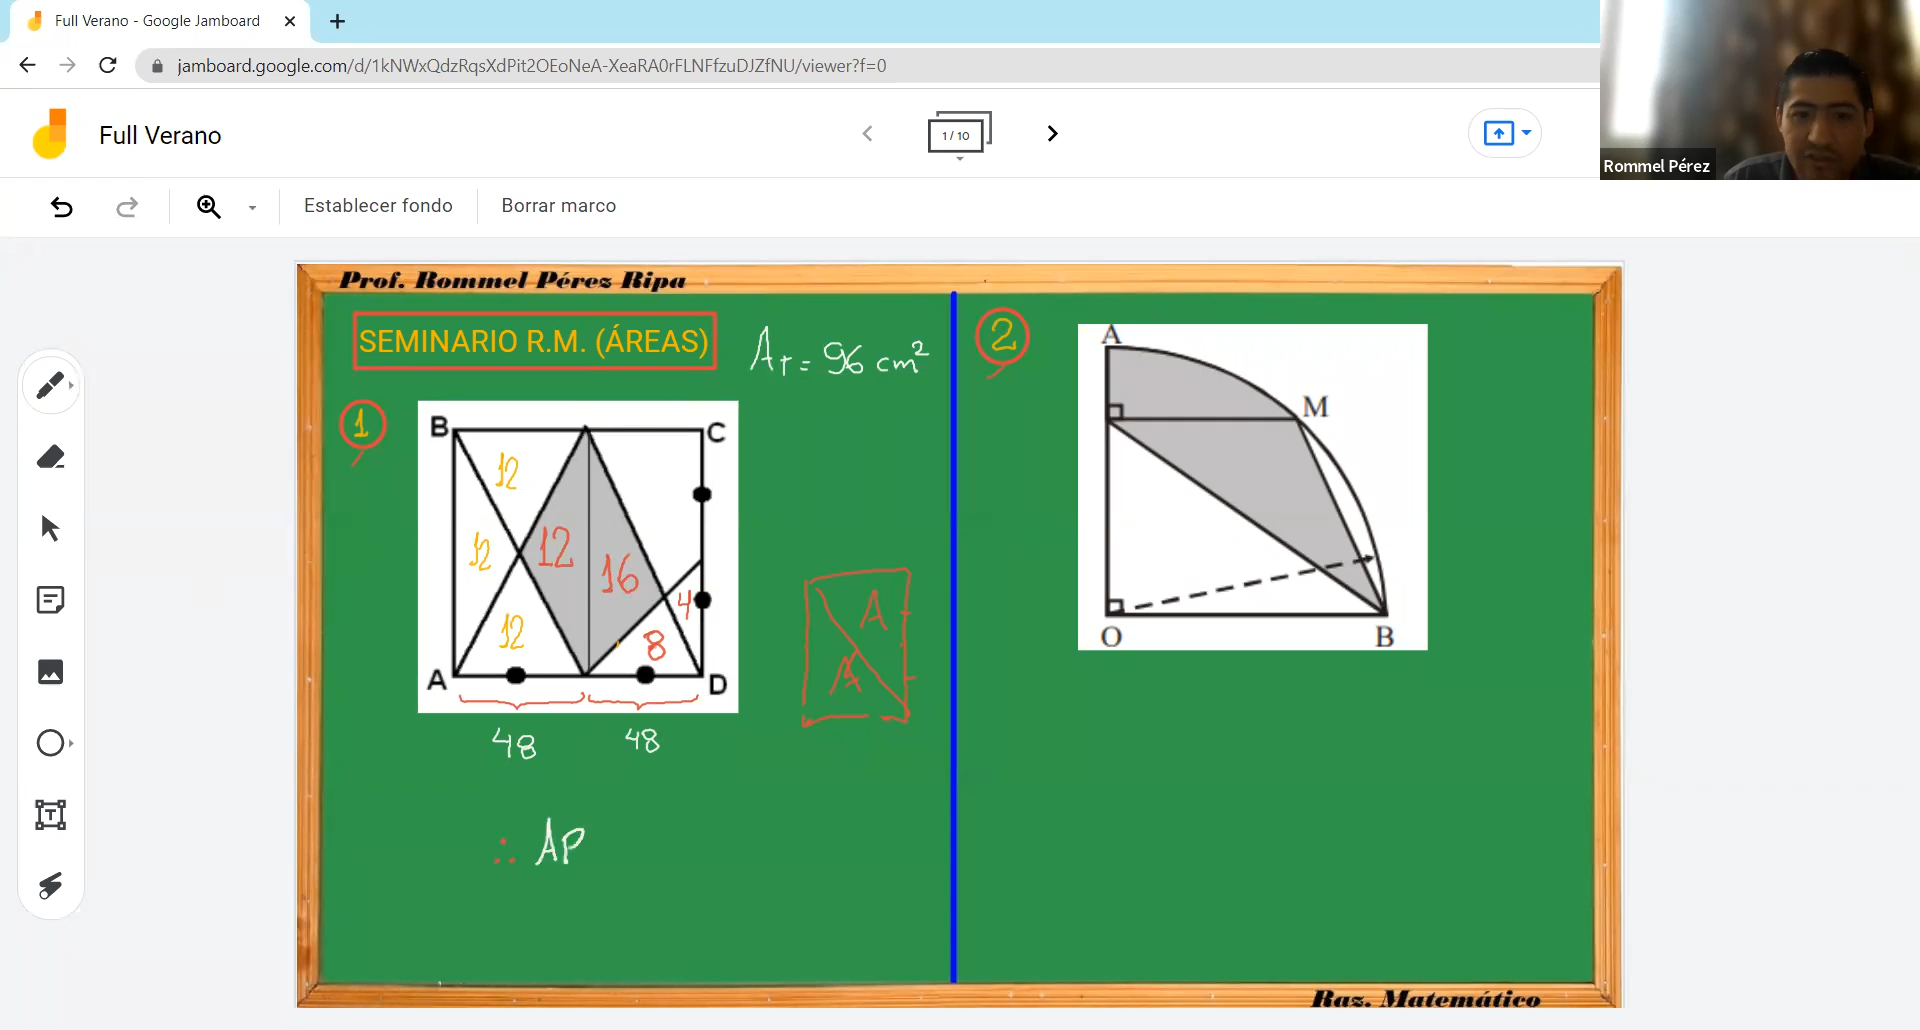 Full Verano - Google Jamboard
jamboard.google.com/d/1kNWxQdzRqsXdPit2OEoNeA-XeaRA0rFLNFfzuDJZfNU/viewer?f=0
Full Verano
1 / 10
Rommel Pérez
Establecer fondo
Borrar marco
Prof. Rommel Pérez Ripa
SEMINARIO R.M. (ÁREAS)
A_T = 96 cm²
1
B
C
12
12
12
12
16
4
8
A
D
48
48
A
A
∴ AP
2
A
M
O
B
T
Raz. Matemático